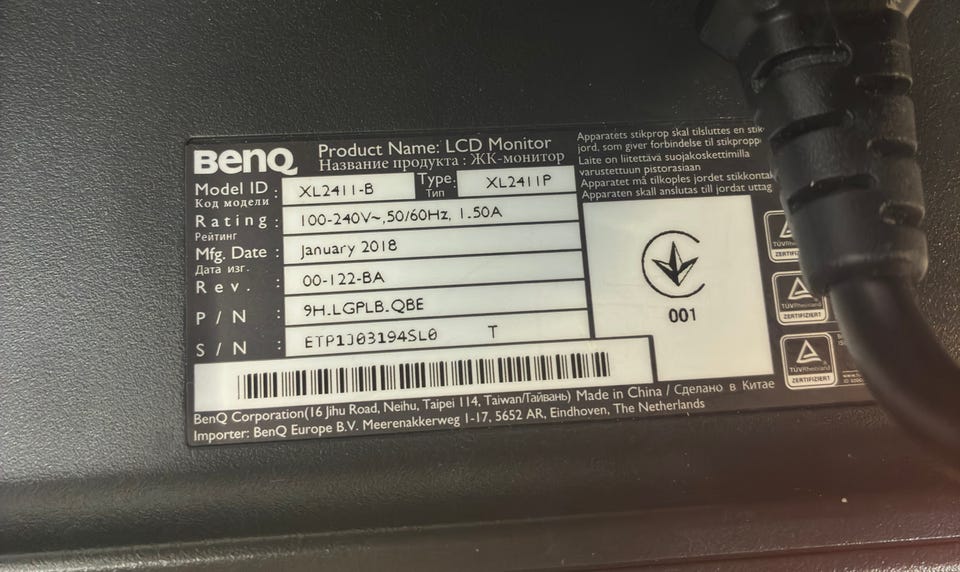 BenQ
Product Name: LCD Monitor
Название продукта : ЖК-монитор
Model ID : XL2411-B Type: XL2411P
Код модели Тип
Rating : 100-240V~,50/60Hz, 1.50A
Рейтинг
Mfg. Date : January 2018
Дата изг.
Rev. : 00-122-BA
P / N : 9H.LGPLB.QBE
S / N : ETP1J03194SL0 T
BenQ Corporation(16 Jihu Road, Neihu, Taipei 114, Taiwan/Тайвань) Made in China / Сделано в Китае
Importer: BenQ Europe B.V. Meerenakkerweg 1-17, 5652 AR, Eindhoven, The Netherlands
Apparatets stikprop skal tilsluttes en
jord, som giver forbindelse til
Laite on liitettävä suojakoskettimilla
varustettuun pistorasiaan
Apparatet må tilkoples jordet
Apparaten skall anslutas till jordat uttag
001
TÜVRheinland
ZERTIFIZIERT
TÜVRheinland
ZERTIFIZIERT